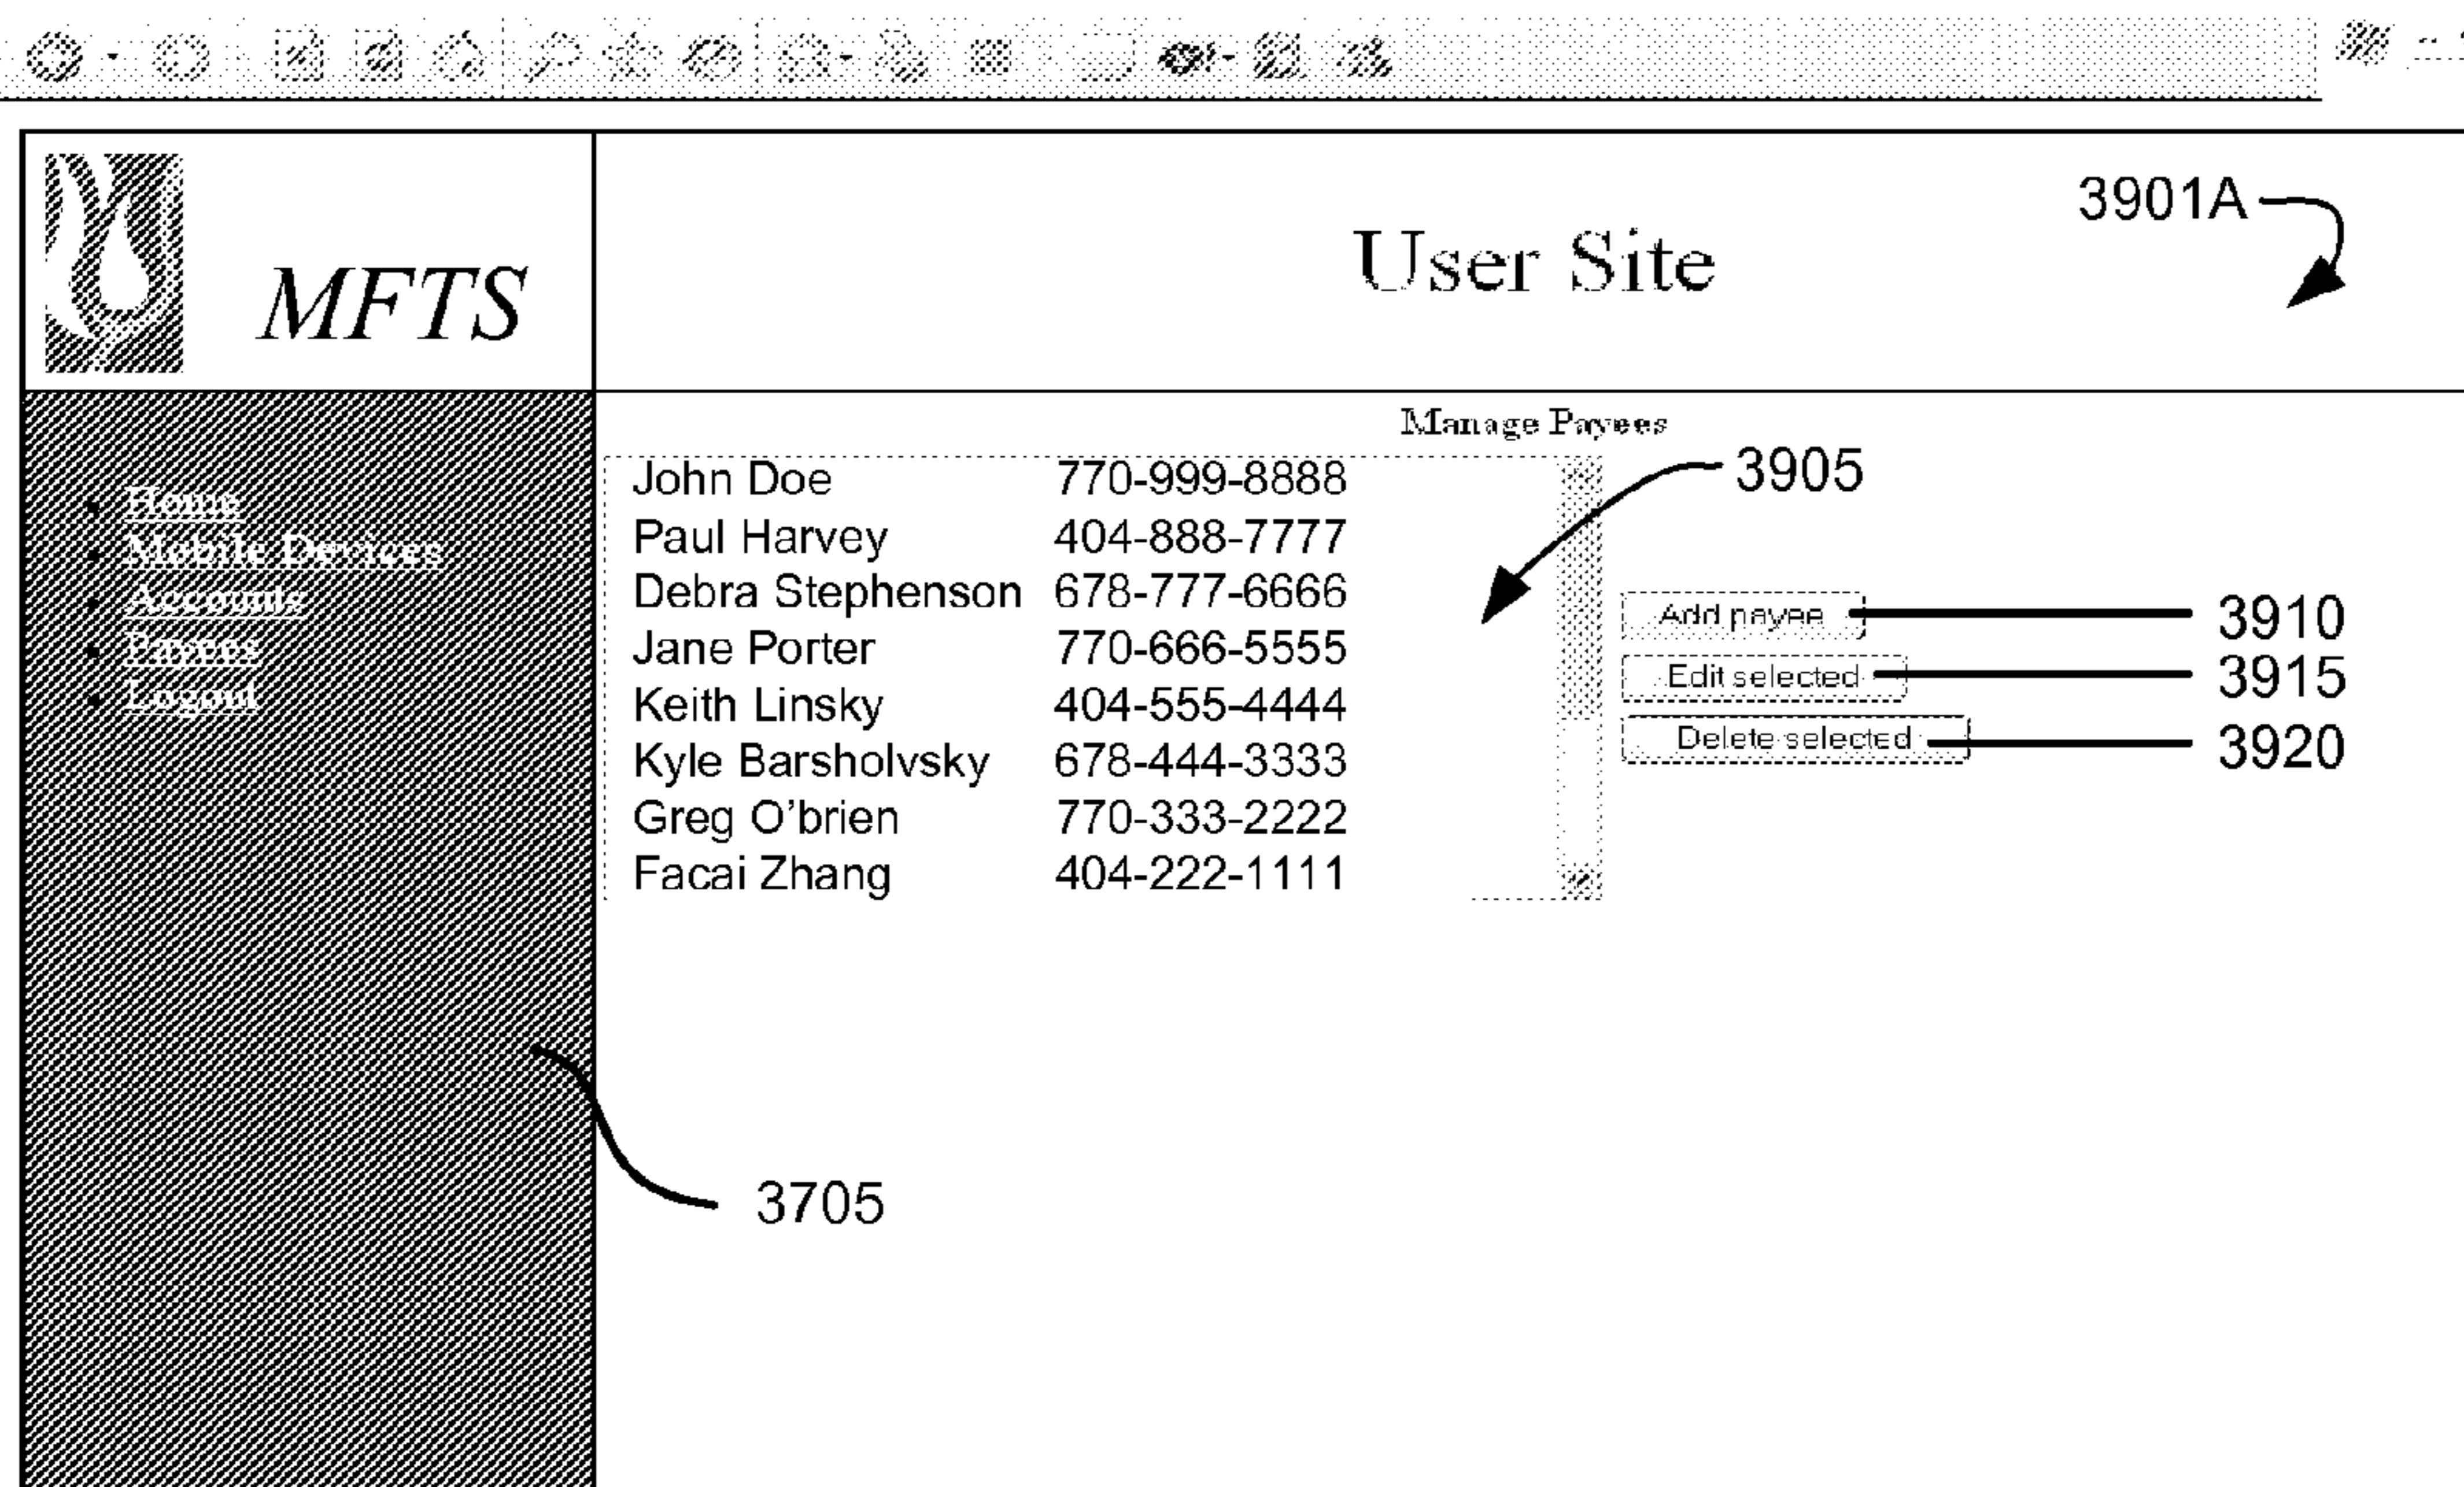 3901A
User Site
MFTS
Manage Payees
3905
John Doe 770-999-8888
Paul Harvey 404-888-7777
Debra Stephenson 678-777-6666
Jane Porter 770-666-5555
Keith Linsky 404-555-4444
Kyle Barsholvsky 678-444-3333
Greg O'brien 770-333-2222
Facai Zhang 404-222-1111
Home
Mobile Devices
Accounts
Payees
Logout
Add payee 3910
Edit selected 3915
Delete selected 3920
3705